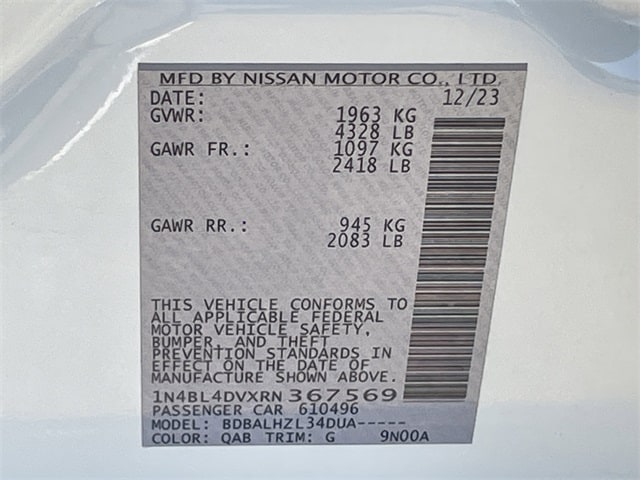 MFD BY NISSAN MOTOR CO., LTD.
DATE: 12/23
GVWR: 1963 KG
4328 LB
GAWR FR.: 1097 KG
2418 LB
GAWR RR.: 945 KG
2083 LB
THIS VEHICLE CONFORMS TO
ALL APPLICABLE FEDERAL
MOTOR VEHICLE SAFETY,
BUMPER, AND THEFT
PREVENTION STANDARDS IN
EFFECT ON THE DATE OF
MANUFACTURE SHOWN ABOVE.
1N4BL4DVXRN367569
PASSENGER CAR 610496
MODEL: BDBALHZL34DUA-----
COLOR: QAB TRIM: G 9N00A